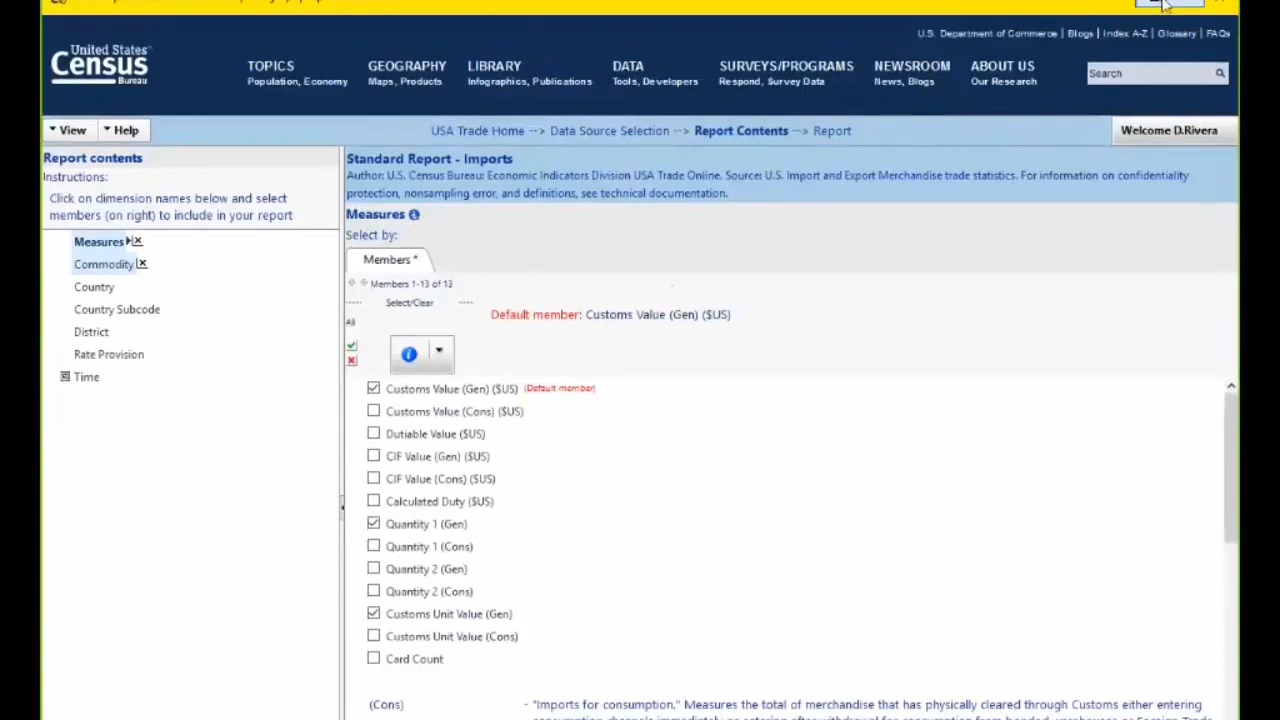 U.S. Department of Commerce | Blogs | Index A-Z | Glossary | FAQs
United States
Census
Bureau
TOPICS
Population, Economy
GEOGRAPHY
Maps, Products
LIBRARY
Infographics, Publications
DATA
Tools, Developers
SURVEYS/PROGRAMS
Respond, Survey Data
NEWSROOM
News, Blogs
ABOUT US
Our Research
Search
View
Help
USA Trade Home --> Data Source Selection --> Report Contents --> Report
Welcome D.Rivera
Report contents
Instructions:
Click on dimension names below and select
members (on right) to include in your report
Measures
Commodity
Country
Country Subcode
District
Rate Provision
Time
Standard Report - Imports
Author: U.S. Census Bureau: Economic Indicators Division USA Trade Online. Source: U.S. Import and Export Merchandise trade statistics. For information on confidentiality
protection, nonsampling error, and definitions, see technical documentation.
Measures
Select by:
Members *
Members 1-13 of 13
Select/Clear
All
Default member: Customs Value (Gen) ($US)
Customs Value (Gen) ($US) (Default member)
Customs Value (Cons) ($US)
Dutiable Value ($US)
CIF Value (Gen) ($US)
CIF Value (Cons) ($US)
Calculated Duty ($US)
Quantity 1 (Gen)
Quantity 1 (Cons)
Quantity 2 (Gen)
Quantity 2 (Cons)
Customs Unit Value (Gen)
Customs Unit Value (Cons)
Card Count
(Cons) - "Imports for consumption." Measures the total of merchandise that has physically cleared through Customs either entering